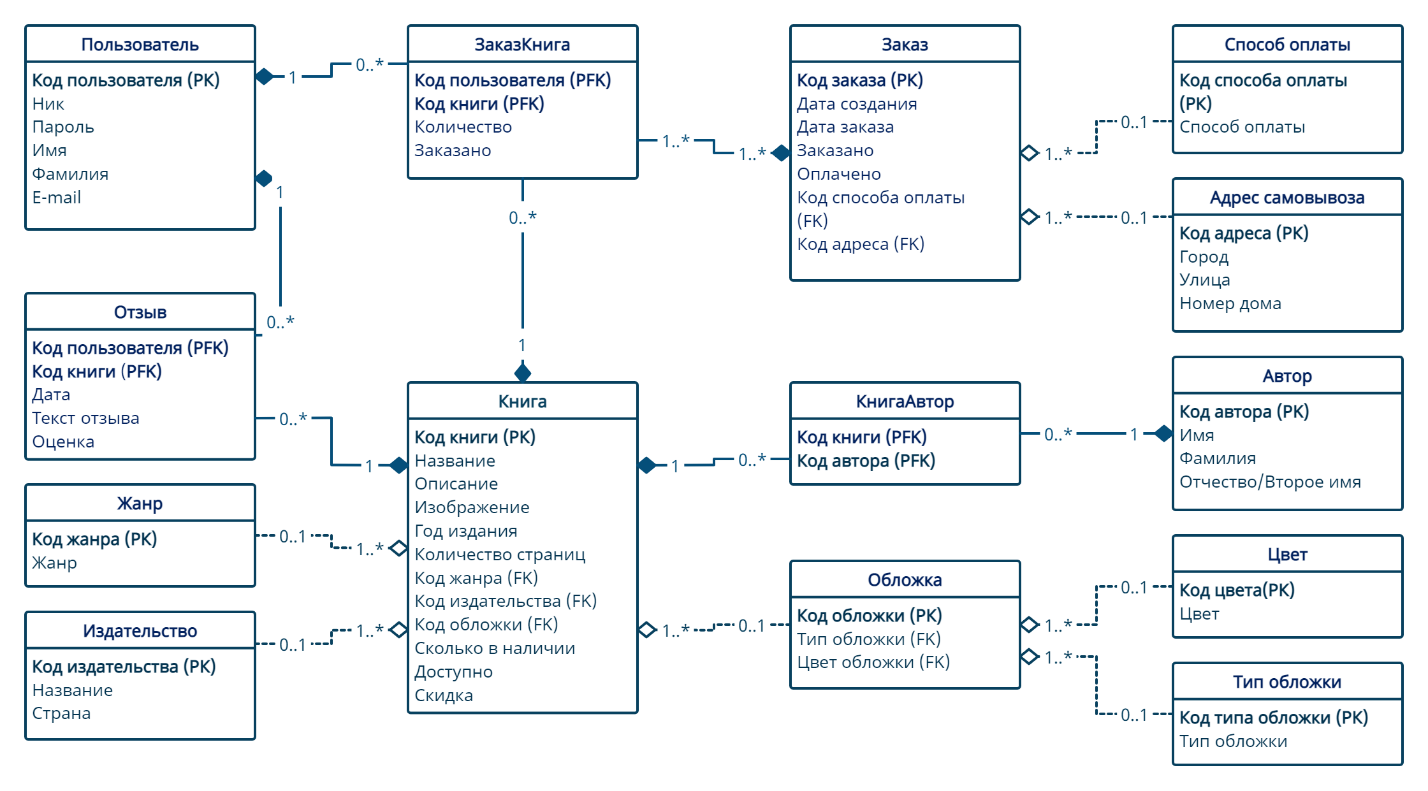 Пользователь
Код пользователя (PK)
Ник
Пароль
Имя
Фамилия
E-mail
1
0..*
ЗаказКнига
Код пользователя (PFK)
Код книги (PFK)
Количество
Заказано
1..*
1..*
Заказ
Код заказа (PK)
Дата создания
Дата заказа
Заказано
Оплачено
Код способа оплаты
(FK)
Код адреса (FK)
1..*
0..1
Способ оплаты
Код способа оплаты
(PK)
Способ оплаты
1..*
0..1
Адрес самовывоза
Код адреса (PK)
Город
Улица
Номер дома
1
0..*
0..*
1
Отзыв
Код пользователя (PFK)
Код книги (PFK)
Дата
Текст отзыва
Оценка
0..*
1
Книга
Код книги (PK)
Название
Описание
Изображение
Год издания
Количество страниц
Код жанра (FK)
Код издательства (FK)
Код обложки (FK)
Сколько в наличии
Доступно
Скидка
1
0..*
КнигаАвтор
Код книги (PFK)
Код автора (PFK)
0..*
1
Автор
Код автора (PK)
Имя
Фамилия
Отчество/Второе имя
Жанр
Код жанра (PK)
Жанр
0..1
1..*
Издательство
Код издательства (PK)
Название
Страна
0..1
1..*
1..*
0..1
Обложка
Код обложки (PK)
Тип обложки (FK)
Цвет обложки (FK)
1..*
0..1
Цвет
Код цвета(PK)
Цвет
1..*
0..1
Тип обложки
Код типа обложки (PK)
Тип обложки